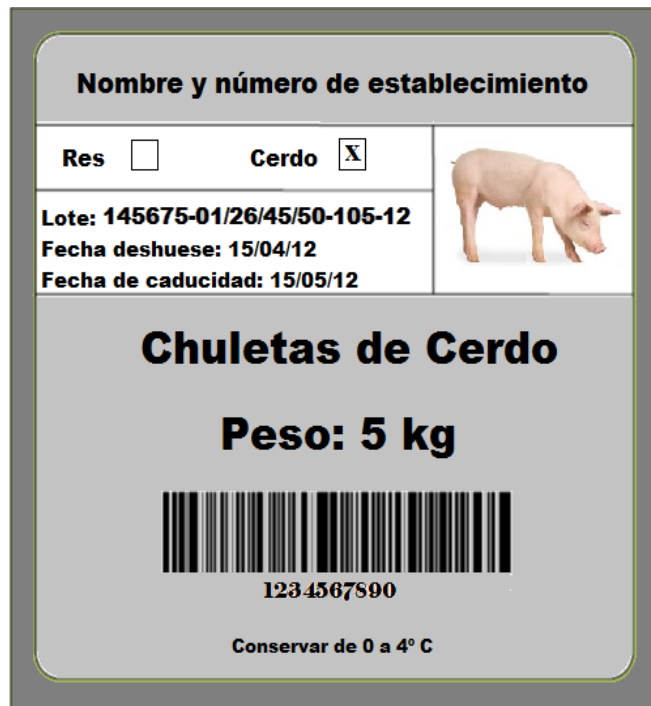 Nombre y número de establecimiento
Res Cerdo X
Lote: 145675-01/26/45/50-105-12
Fecha deshuese: 15/04/12
Fecha de caducidad: 15/05/12
Chuletas de Cerdo
Peso: 5 kg
1234567890
Conservar de 0 a 4º C